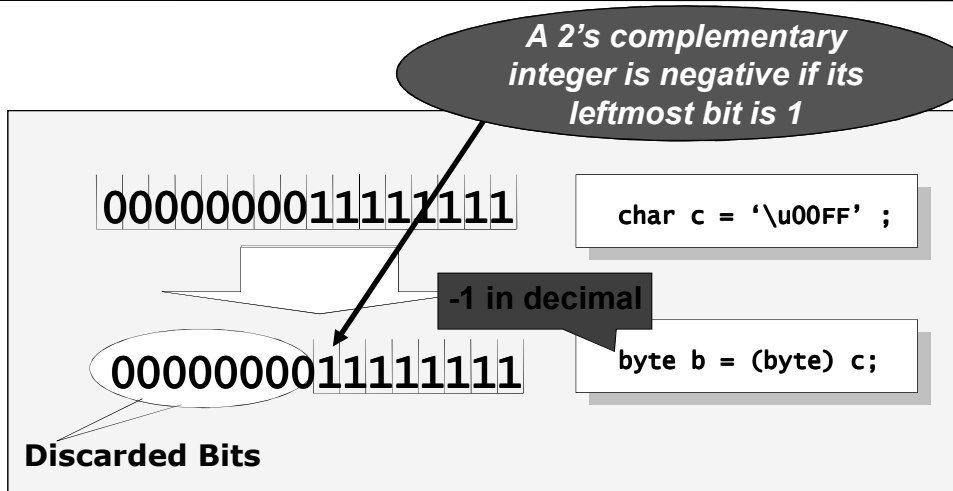 A 2’s complementary
integer is negative if its
leftmost bit is 1
0000000011111111
char c = ‘\u00FF’ ;
-1 in decimal
0000000011111111
byte b = (byte) c;
Discarded Bits